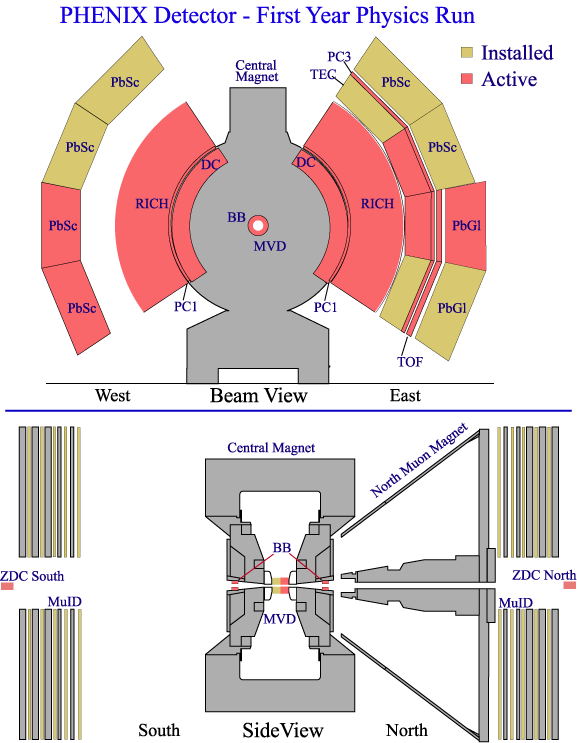 PHENIX Detector - First Year Physics Run
Installed
Active
Central
Magnet
PC3
TEC
PbSc
PbSc
PbSc
PbSc
DC
DC
PbSc
PbSc
RICH
RICH
BB
MVD
PbGl
PbGl
PC1
PC1
TOF
West
Beam View
East
Central Magnet
North Muon Magnet
BB
ZDC South
ZDC North
MuID
MuID
MVD
South
SideView
North